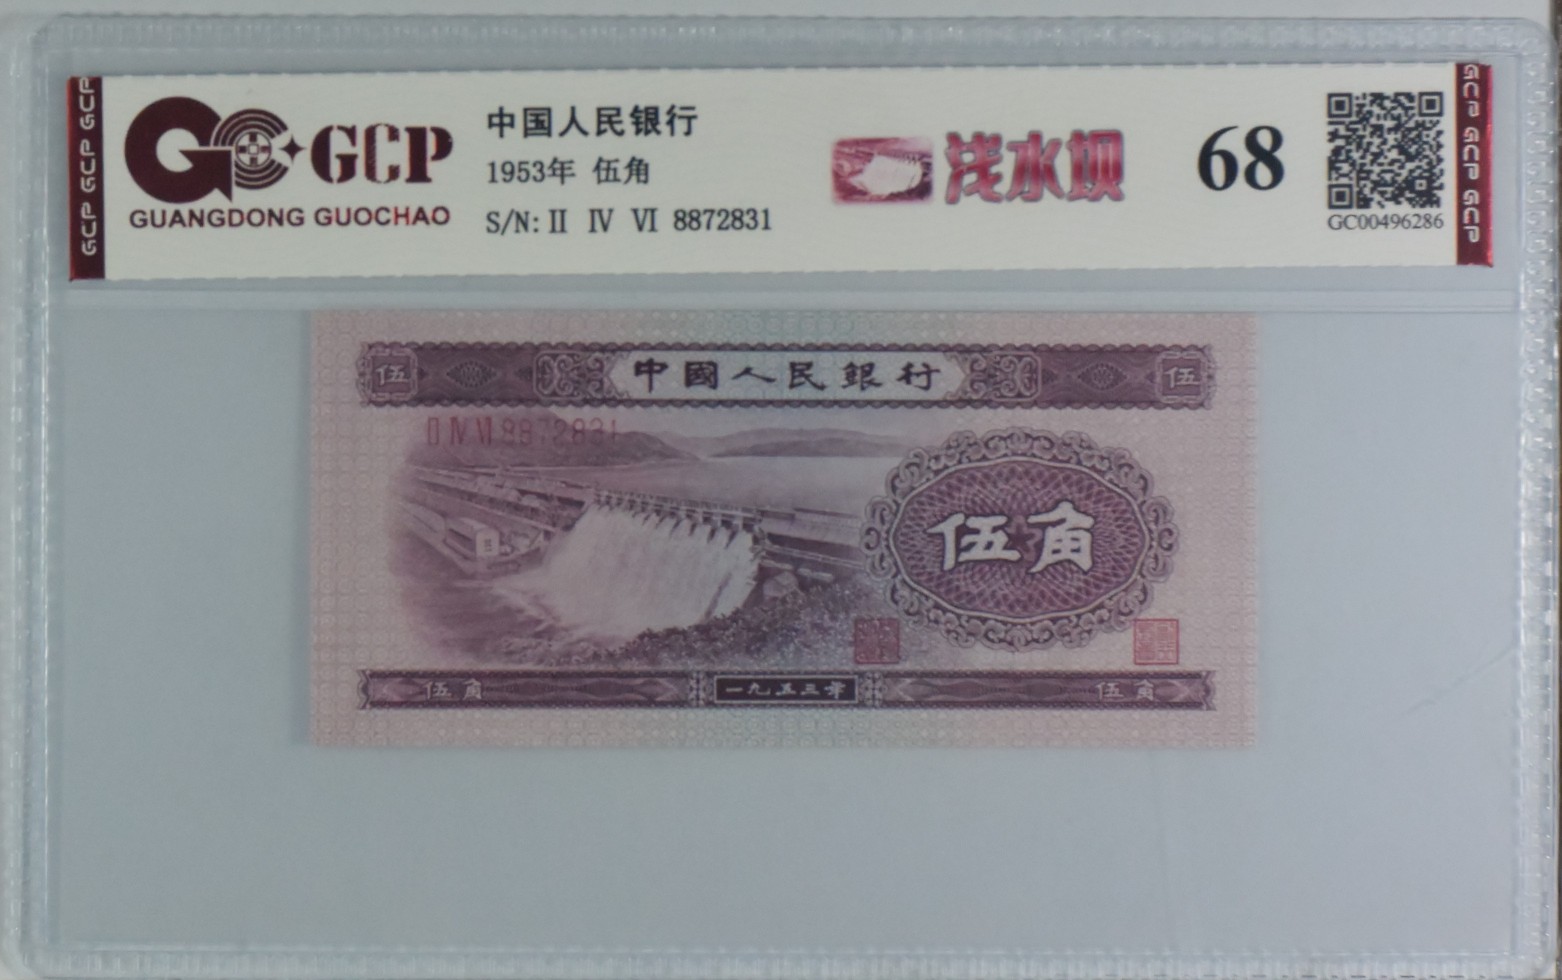 GCP GCP GCP
GCP
GUANGDONG GUOCHAO
中国人民银行
1953年 伍角
S/N: II IV VI 8872831
浅水坝
68
GC00496286
GCP GCP GCP
伍 中國人民銀行 伍
II IV VI 8872831
伍角
伍角 一九五三年 伍角